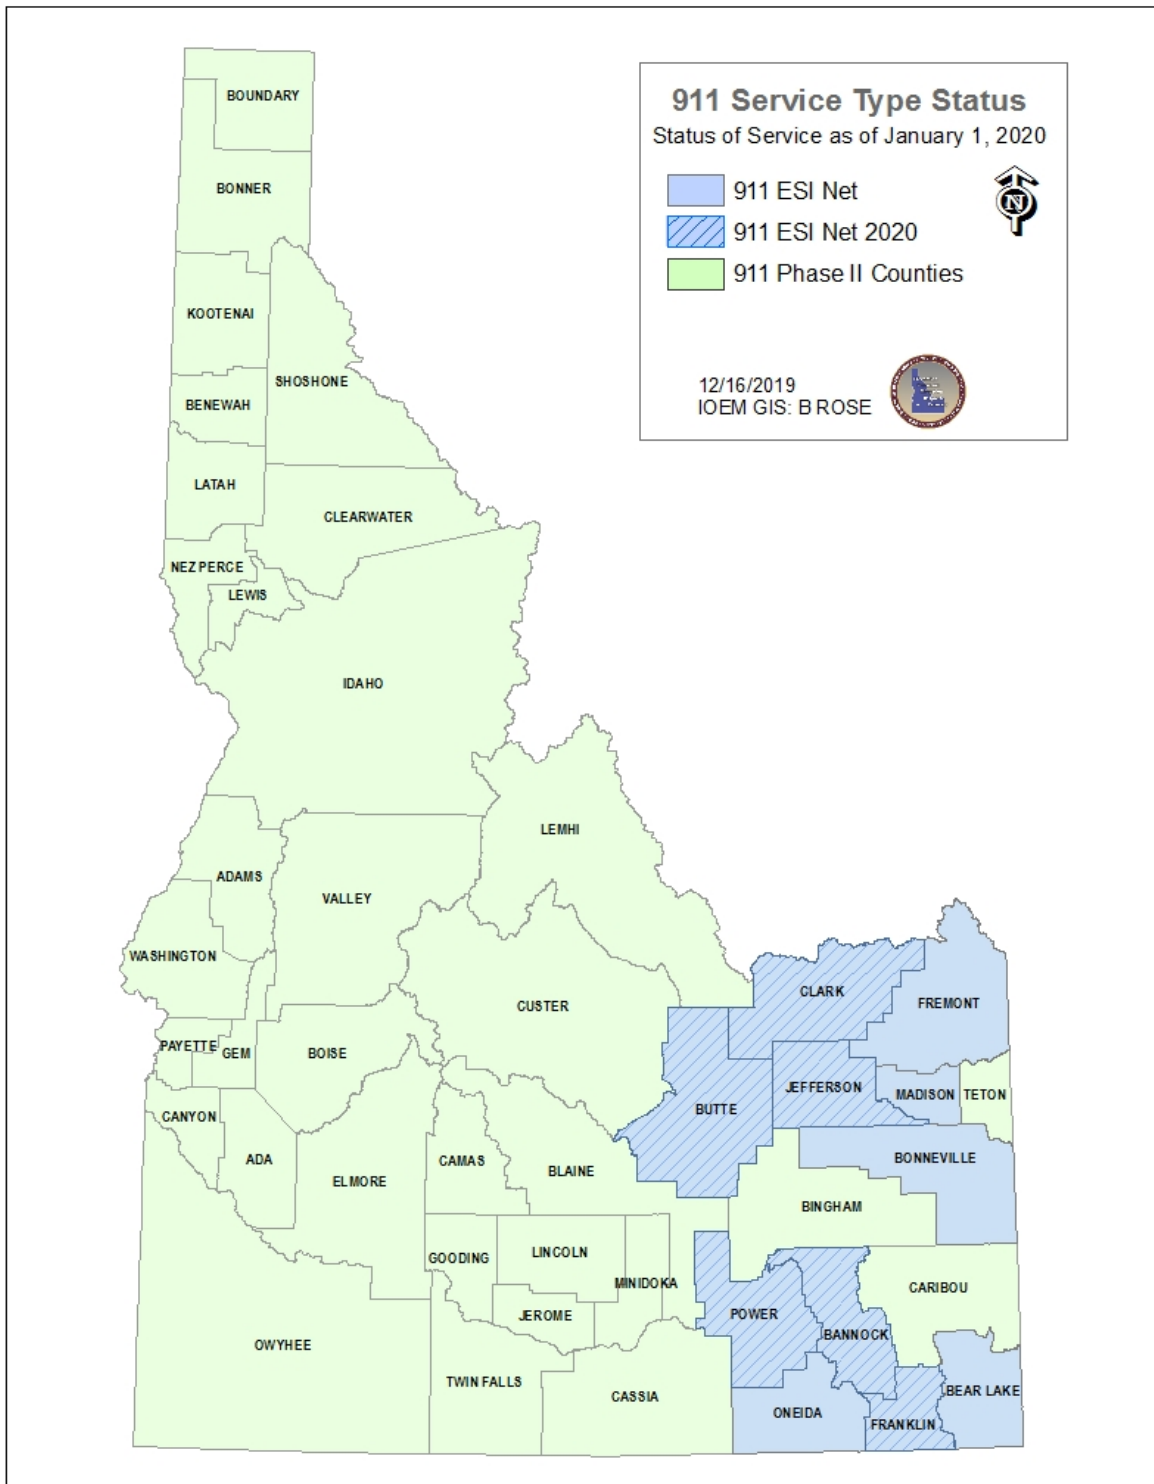 911 Service Type Status
Status of Service as of January 1, 2020
911 ESI Net
911 ESI Net 2020
911 Phase II Counties
N
12/16/2019
IOEM GIS: B ROSE
BOUNDARY
BONNER
KOOTENAI
SHOSHONE
BENEWAH
LATAH
CLEARWATER
NEZ PERCE
LEWIS
IDAHO
LEMHI
ADAMS
VALLEY
WASHINGTON
CUSTER
CLARK
FREMONT
PAYETTE
GEM
BOISE
JEFFERSON
MADISON
TETON
BUTTE
CANYON
ADA
ELMORE
CAMAS
BLAINE
BONNEVILLE
BINGHAM
GOODING
LINCOLN
MINIDOKA
CARIBOU
JEROME
POWER
BANNOCK
OWYHEE
TWIN FALLS
CASSIA
ONEIDA
FRANKLIN
BEAR LAKE